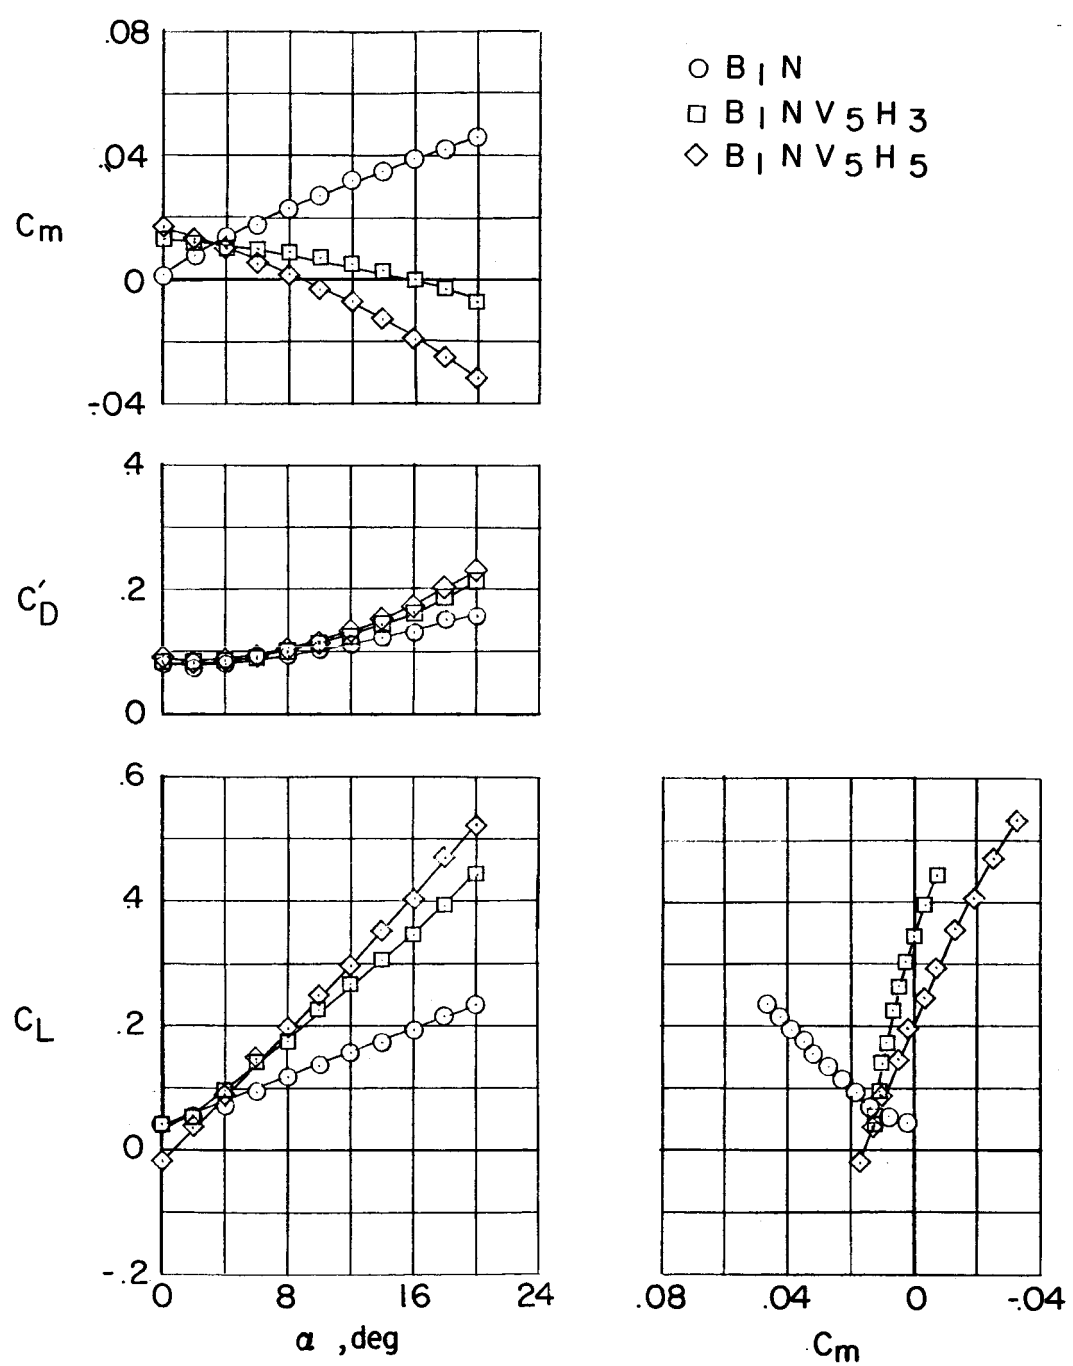 .08
.04
0
-.04
Cm
○ B1N
□ B1NV5H3
◇ B1NV5H5
.4
.2
0
C′D
.6
.4
.2
0
-.2
CL
0 8 16 24
α , deg
.08 .04 0 -.04
Cm